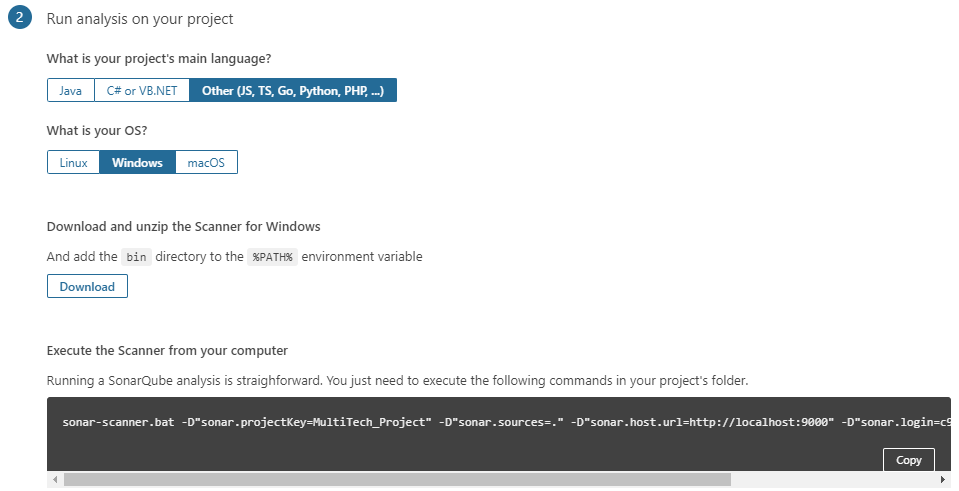 2 Run analysis on your project
What is your project's main language?
Java C# or VB.NET Other (JS, TS, Go, Python, PHP, ...)
What is your OS?
Linux Windows macOS
Download and unzip the Scanner for Windows
And add the bin directory to the %PATH% environment variable
Download
Execute the Scanner from your computer
Running a SonarQube analysis is straighforward. You just need to execute the following commands in your project's folder.
sonar-scanner.bat -D"sonar.projectKey=MultiTech_Project" -D"sonar.sources=." -D"sonar.host.url=http://localhost:9000" -D"sonar.login=c9
Copy